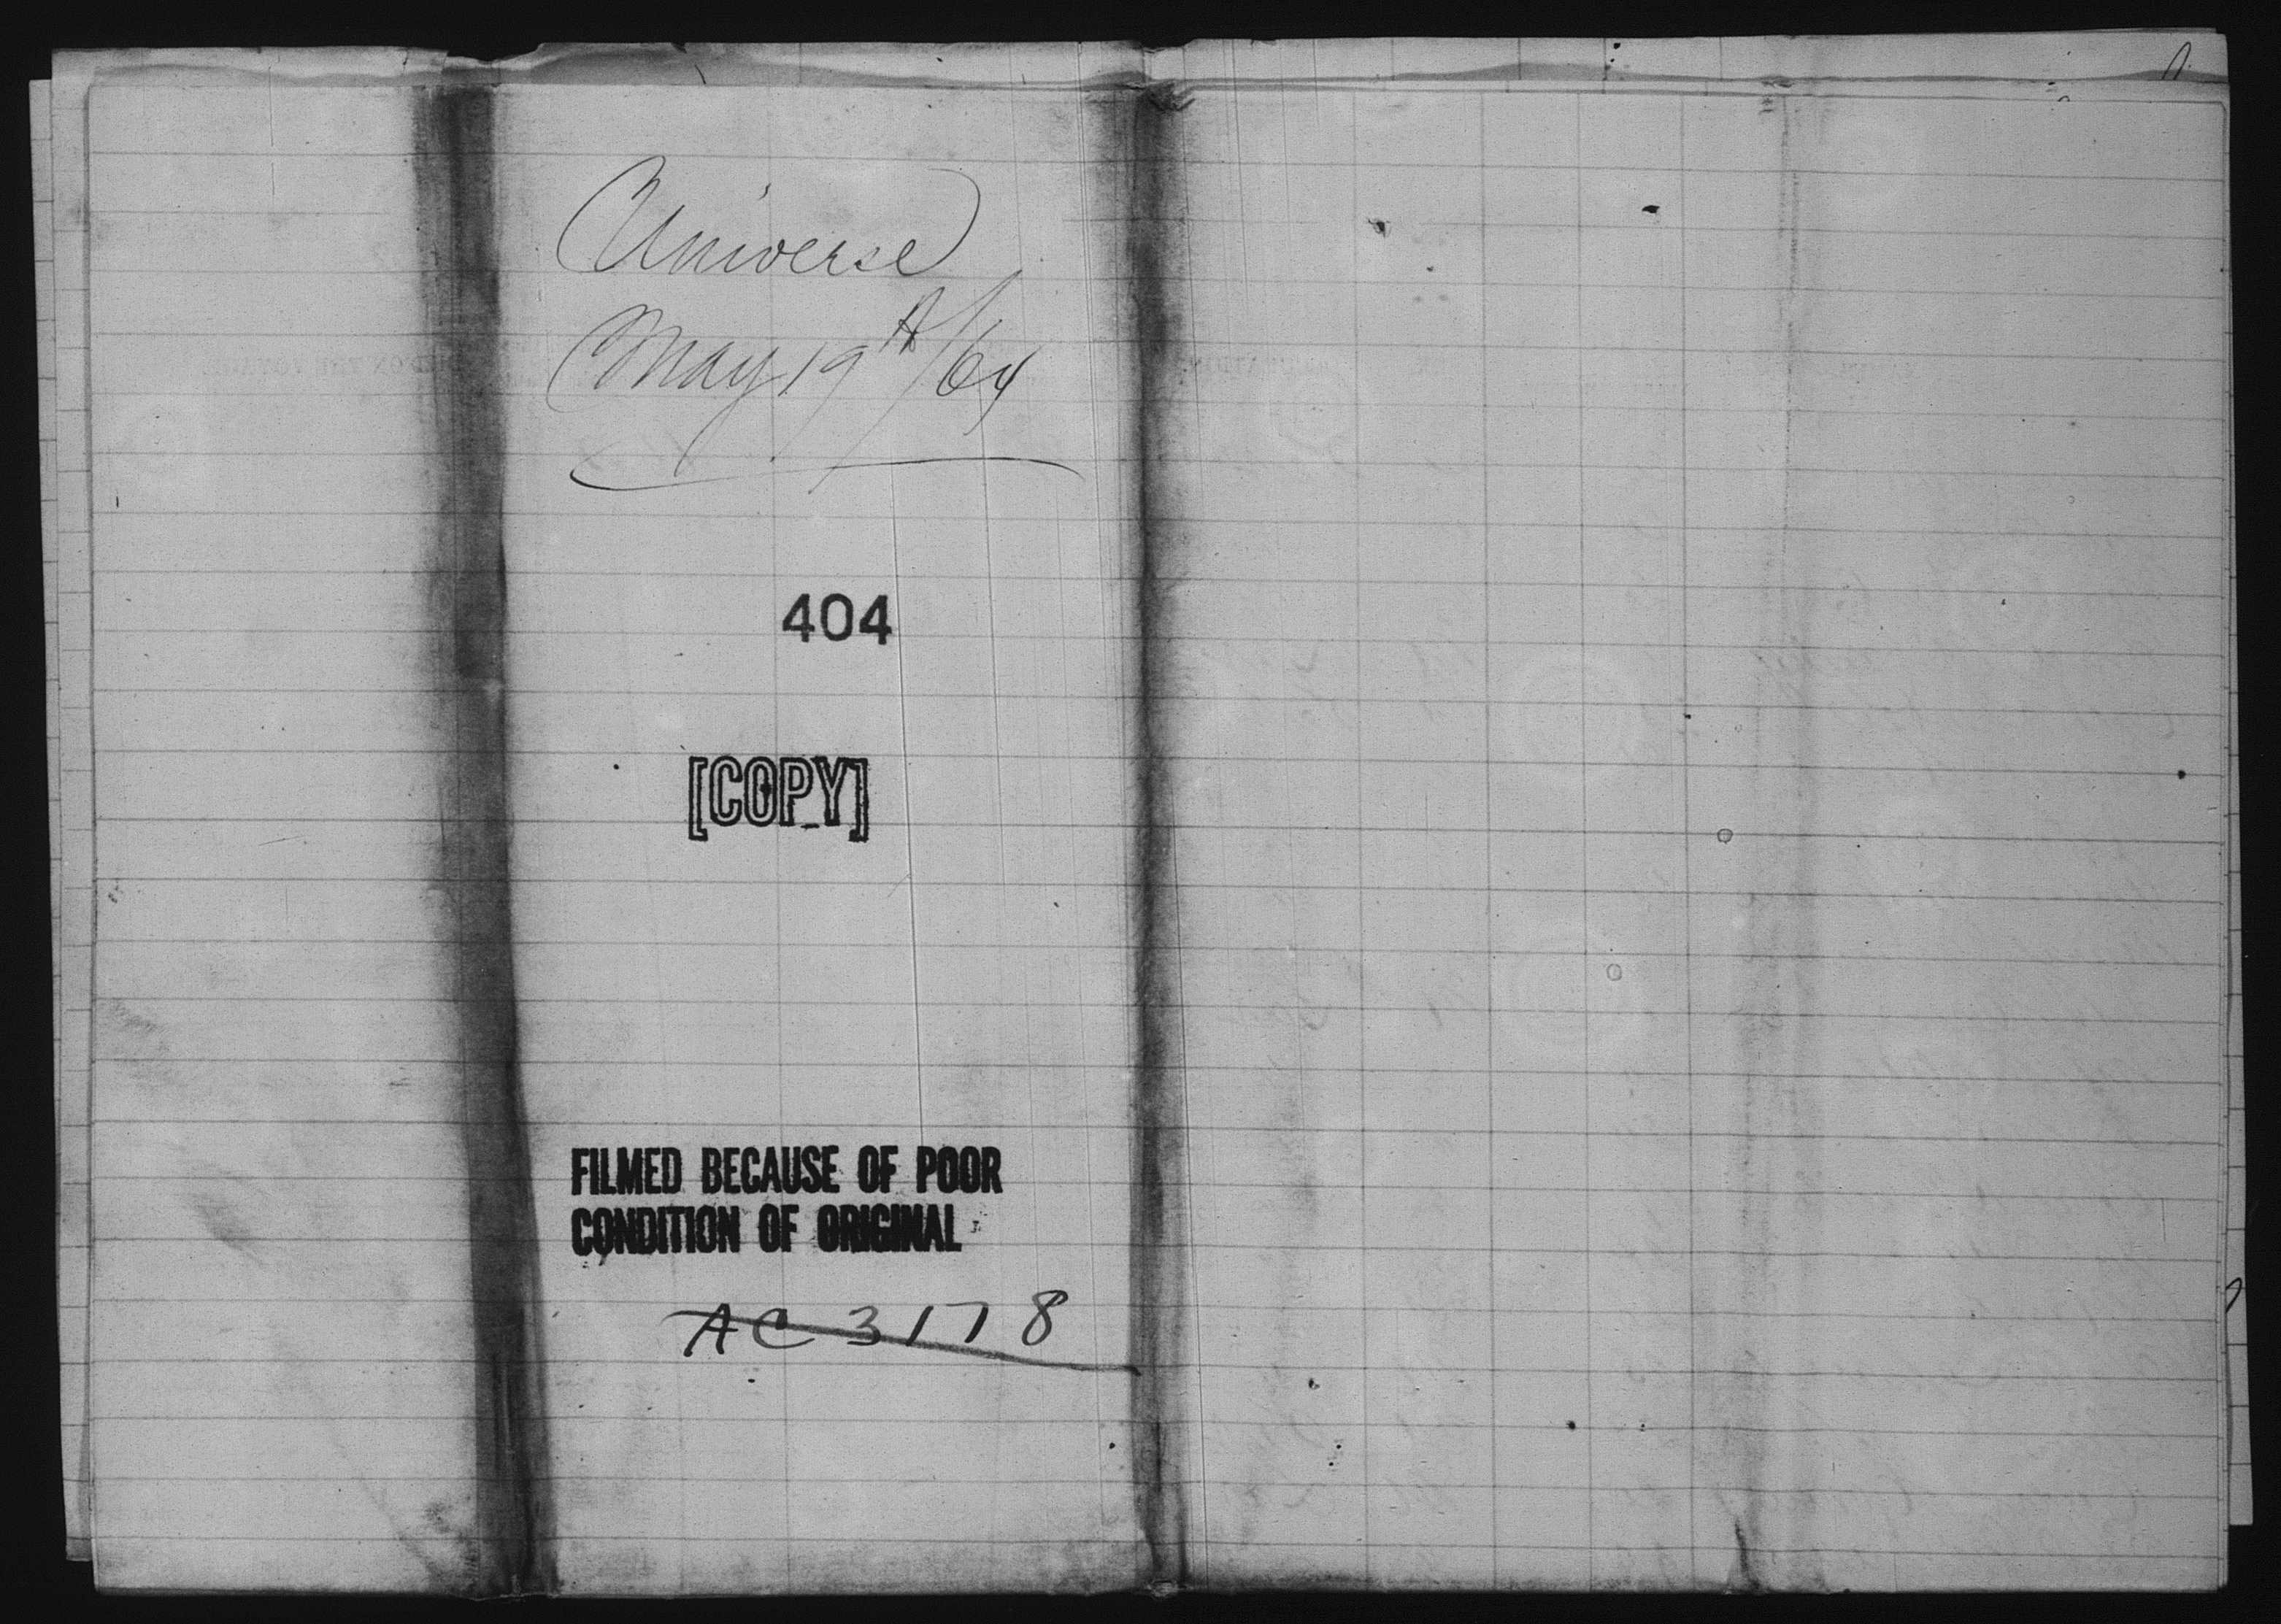 Universe
May 19th/64
404
[COPY]
FILMED BECAUSE OF POOR
CONDITION OF ORIGINAL
AC 3178